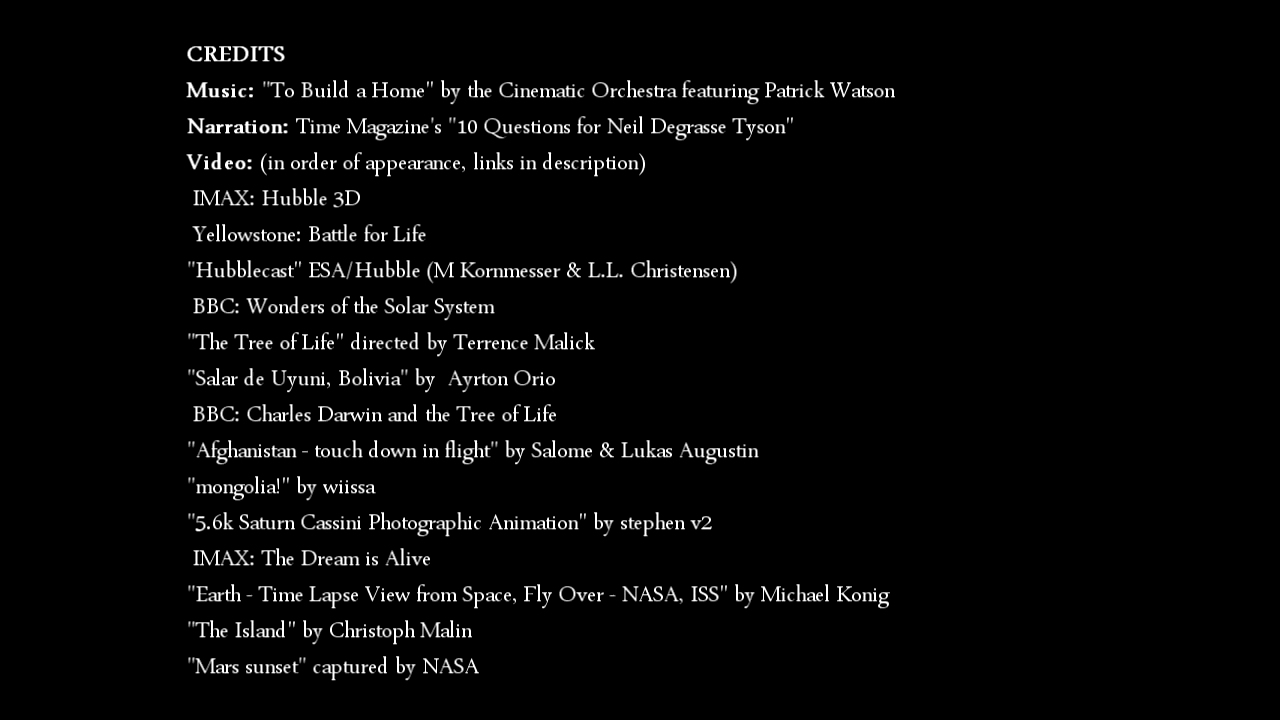 CREDITS
Music: "To Build a Home" by the Cinematic Orchestra featuring Patrick Watson
Narration: Time Magazine's "10 Questions for Neil Degrasse Tyson"
Video: (in order of appearance, links in description)
IMAX: Hubble 3D
Yellowstone: Battle for Life
"Hubblecast" ESA/Hubble (M Kornmesser & L.L. Christensen)
BBC: Wonders of the Solar System
"The Tree of Life" directed by Terrence Malick
"Salar de Uyuni, Bolivia" by  Ayrton Orio
BBC: Charles Darwin and the Tree of Life
"Afghanistan - touch down in flight" by Salome & Lukas Augustin
"mongolia!" by wiissa
"5.6k Saturn Cassini Photographic Animation" by stephen v2
IMAX: The Dream is Alive
"Earth - Time Lapse View from Space, Fly Over - NASA, ISS" by Michael Konig
"The Island" by Christoph Malin
"Mars sunset" captured by NASA